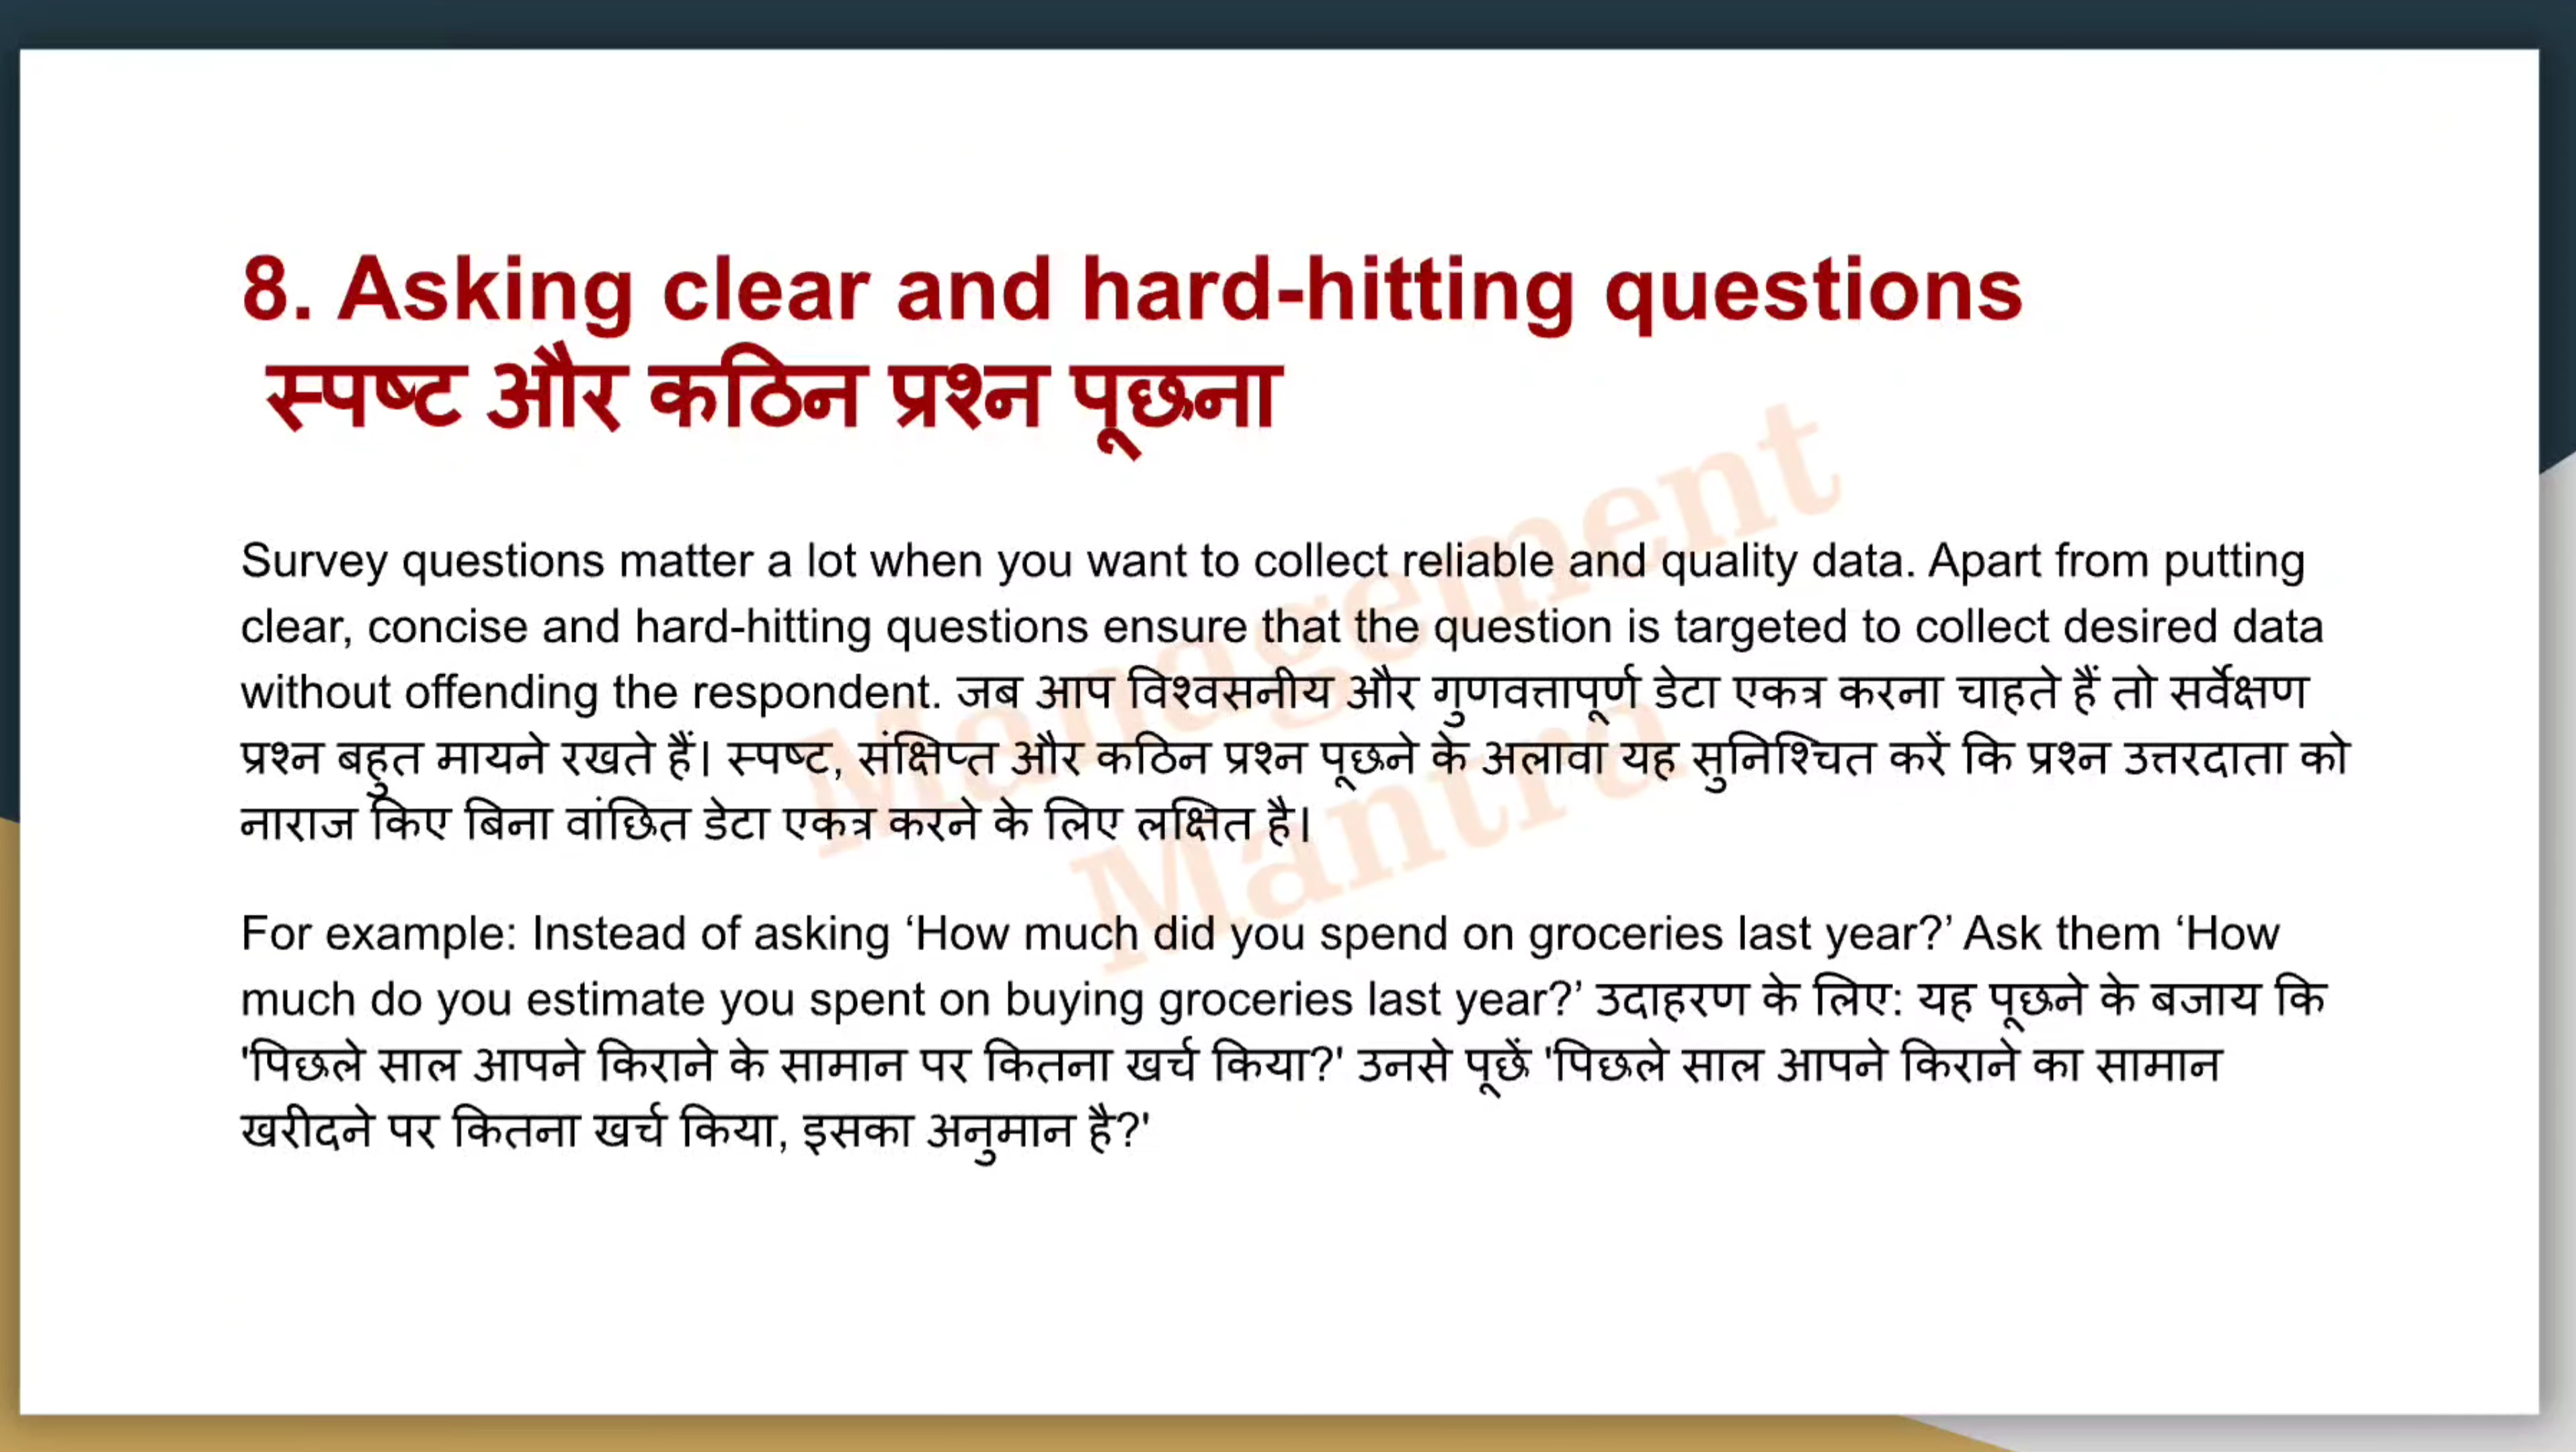 8. Asking clear and hard-hitting questions
स्पष्ट और कठिन प्रश्न पूछना
Survey questions matter a lot when you want to collect reliable and quality data. Apart from putting
clear, concise and hard-hitting questions ensure that the question is targeted to collect desired data
without offending the respondent. जब आप विश्वसनीय और गुणवत्तापूर्ण डेटा एकत्र करना चाहते हैं तो सर्वेक्षण
प्रश्न बहुत मायने रखते हैं। स्पष्ट, संक्षिप्त और कठिन प्रश्न पूछने के अलावा यह सुनिश्चित करें कि प्रश्न उत्तरदाता को
नाराज किए बिना वांछित डेटा एकत्र करने के लिए लक्षित है।
For example: Instead of asking ‘How much did you spend on groceries last year?’ Ask them ‘How
much do you estimate you spent on buying groceries last year?’ उदाहरण के लिए: यह पूछने के बजाय कि
'पिछले साल आपने किराने के सामान पर कितना खर्च किया?' उनसे पूछें 'पिछले साल आपने किराने का सामान
खरीदने पर कितना खर्च किया, इसका अनुमान है?'
Management
Mantra